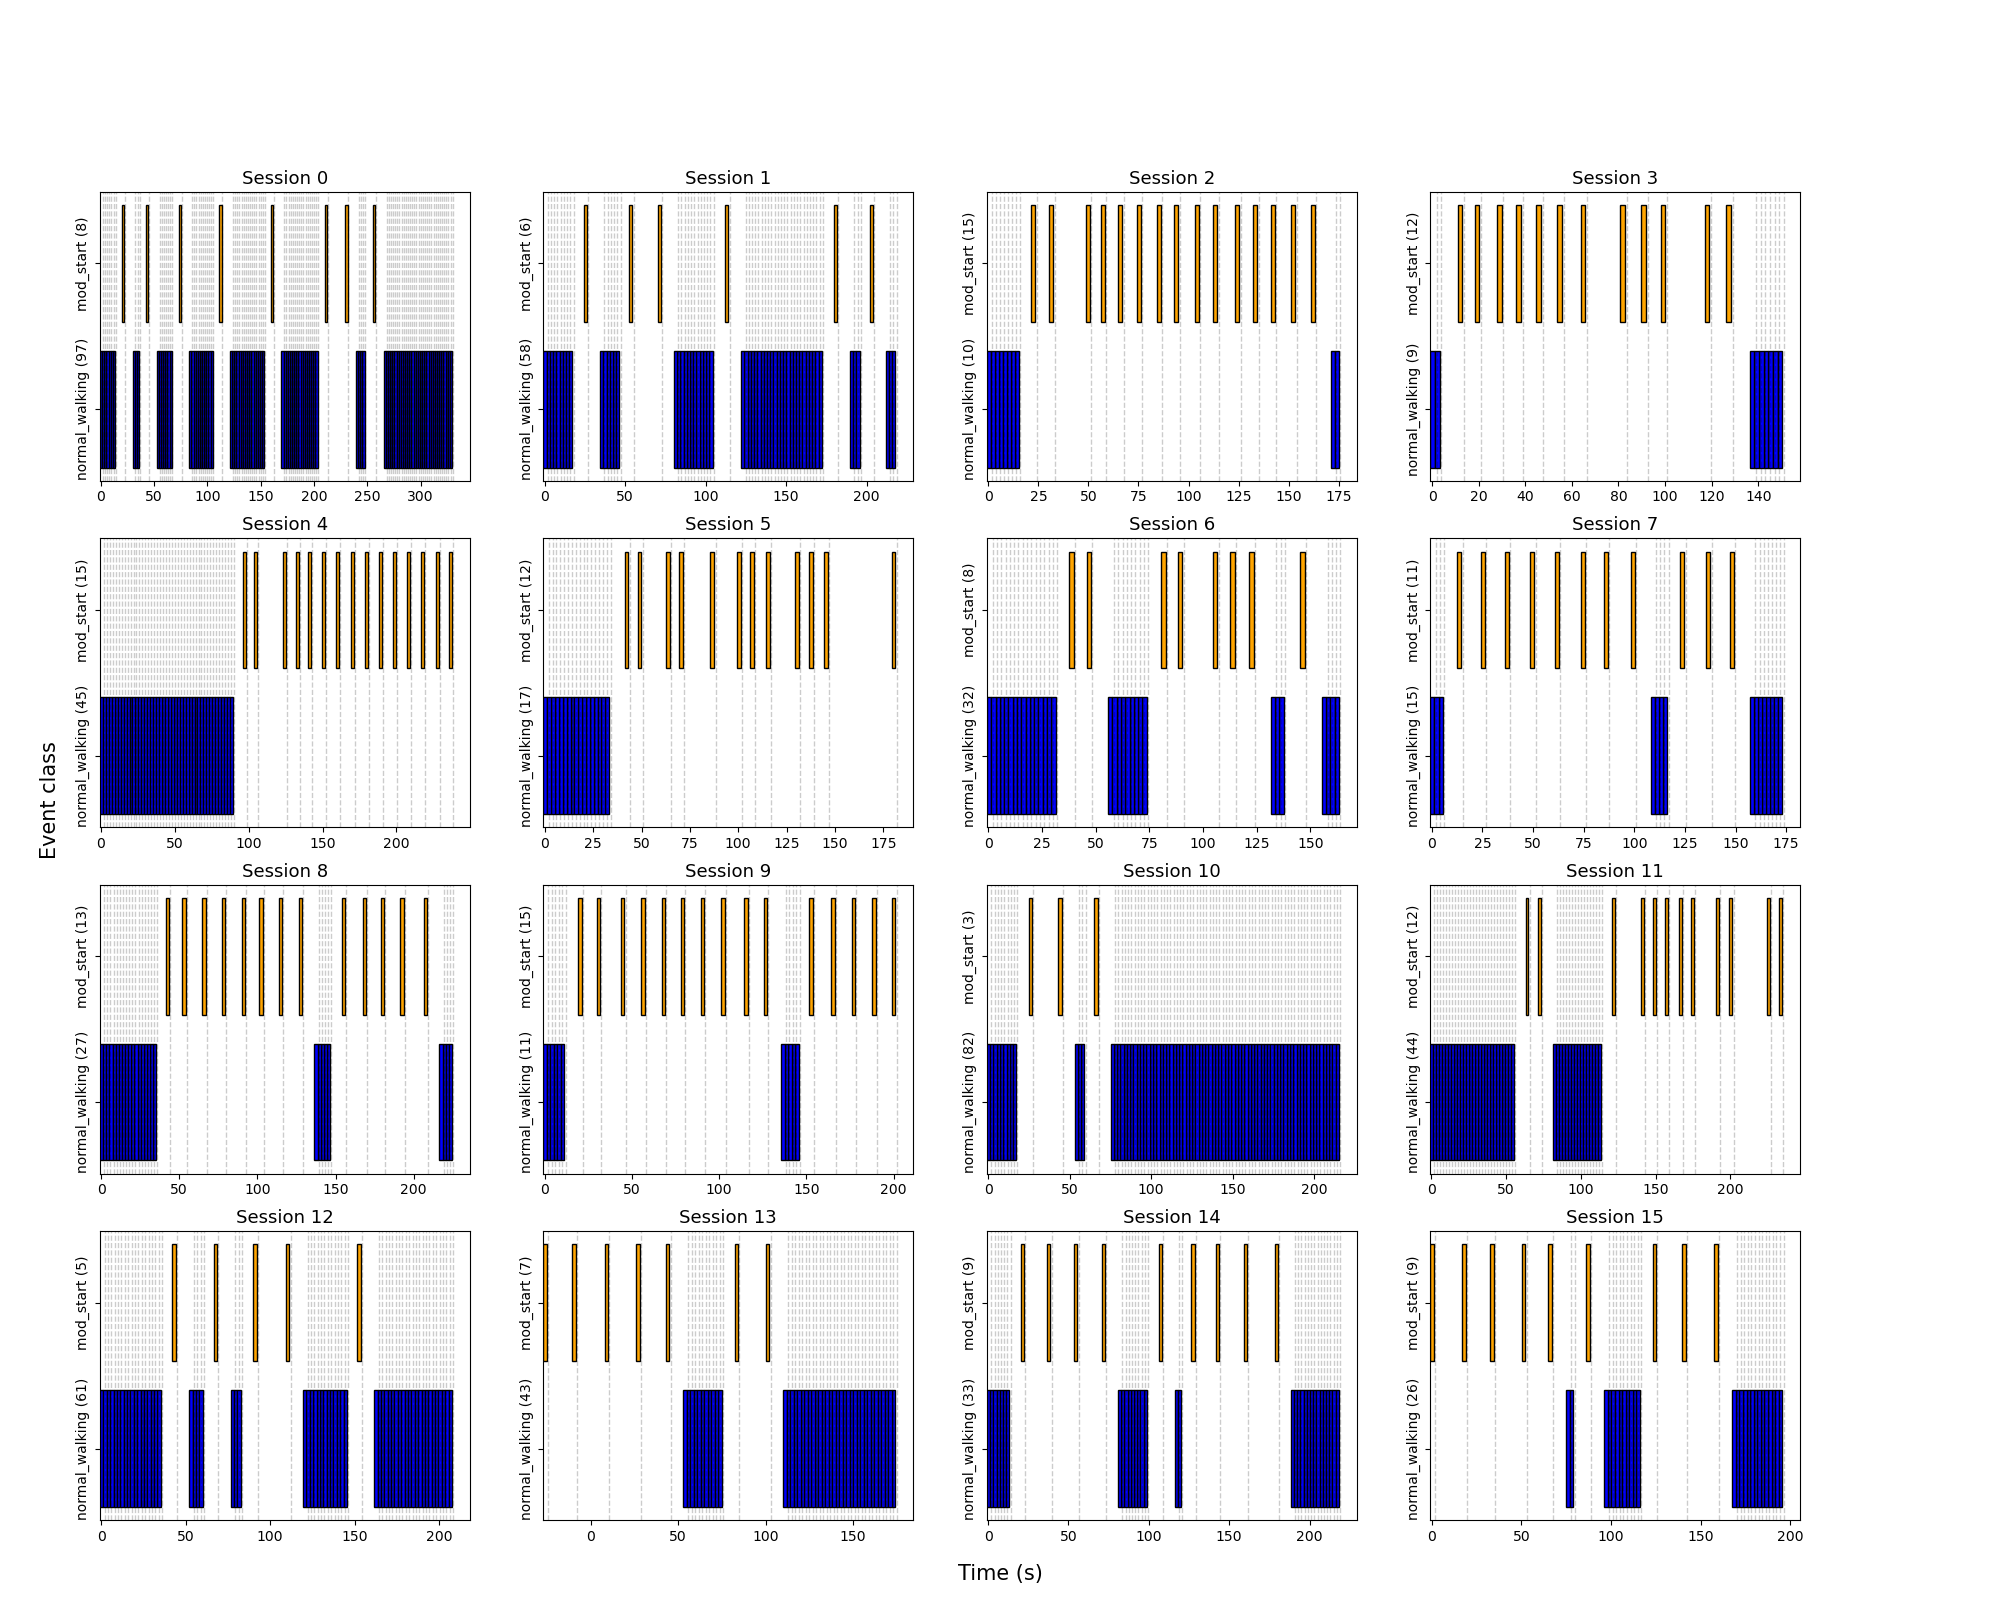 Session 0
mod_start (8)
normal_walking (97)
0 50 100 150 200 250 300
Session 1
mod_start (6)
normal_walking (58)
0 50 100 150 200
Session 2
mod_start (15)
normal_walking (10)
0 25 50 75 100 125 150 175
Session 3
mod_start (12)
normal_walking (9)
0 20 40 60 80 100 120 140
Session 4
mod_start (15)
normal_walking (45)
0 50 100 150 200
Session 5
mod_start (12)
normal_walking (17)
0 25 50 75 100 125 150 175
Session 6
mod_start (8)
normal_walking (32)
0 25 50 75 100 125 150
Session 7
mod_start (11)
normal_walking (15)
0 25 50 75 100 125 150 175
Event class
Session 8
mod_start (13)
normal_walking (27)
0 50 100 150 200
Session 9
mod_start (15)
normal_walking (11)
0 50 100 150 200
Session 10
mod_start (3)
normal_walking (82)
0 50 100 150 200
Session 11
mod_start (12)
normal_walking (44)
0 50 100 150 200
Session 12
mod_start (5)
normal_walking (61)
0 50 100 150 200
Session 13
mod_start (7)
normal_walking (43)
0 50 100 150
Session 14
mod_start (9)
normal_walking (33)
0 50 100 150 200
Session 15
mod_start (9)
normal_walking (26)
0 50 100 150 200
Time (s)